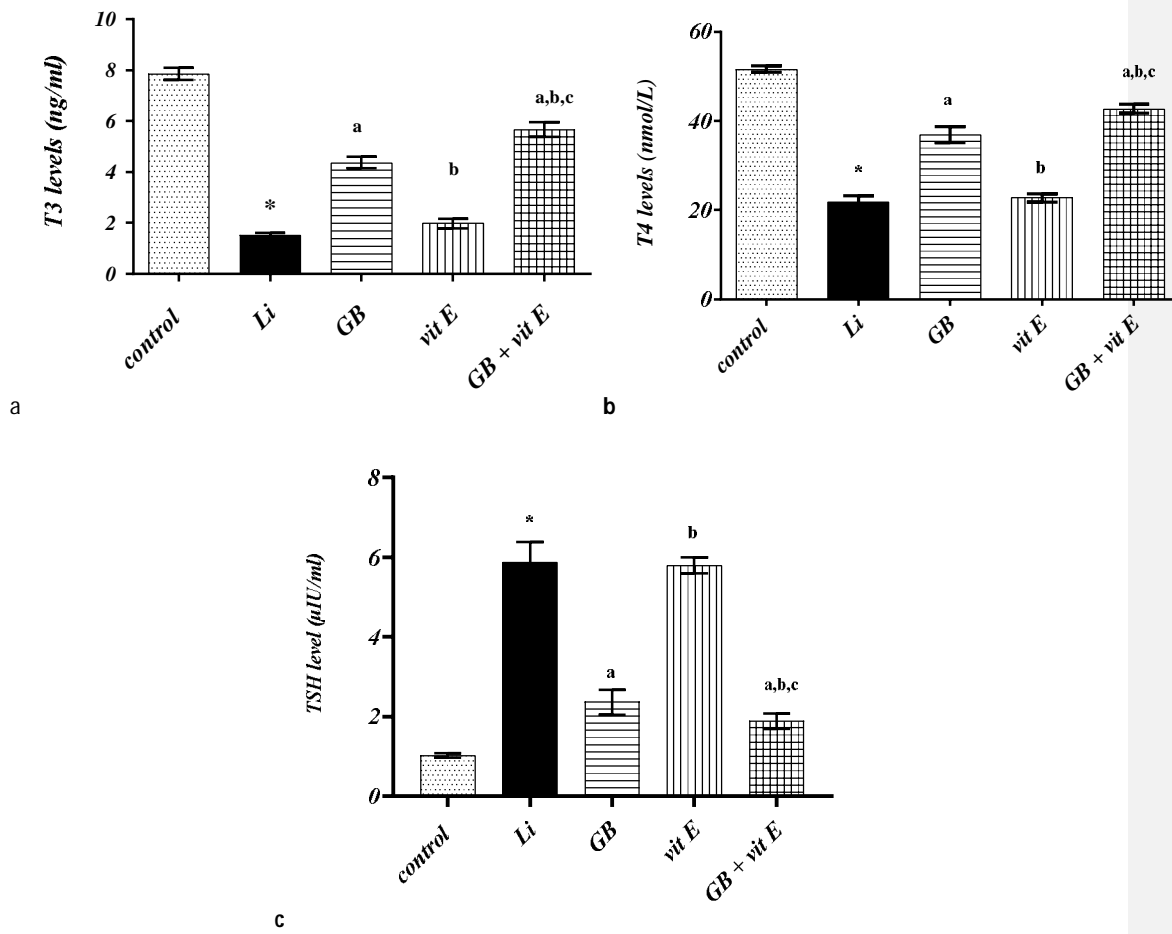 T3 levels (ng/ml)
10
8
6
4
2
0
*
a
b
a,b,c
control
Li
GB
vit E
GB + vit E
a
T4 levels (nmol/L)
60
40
20
0
*
a
b
a,b,c
control
Li
GB
vit E
GB + vit E
b
TSH level (µIU/ml)
8
6
4
2
0
*
a
b
a,b,c
control
Li
GB
vit E
GB + vit E
c